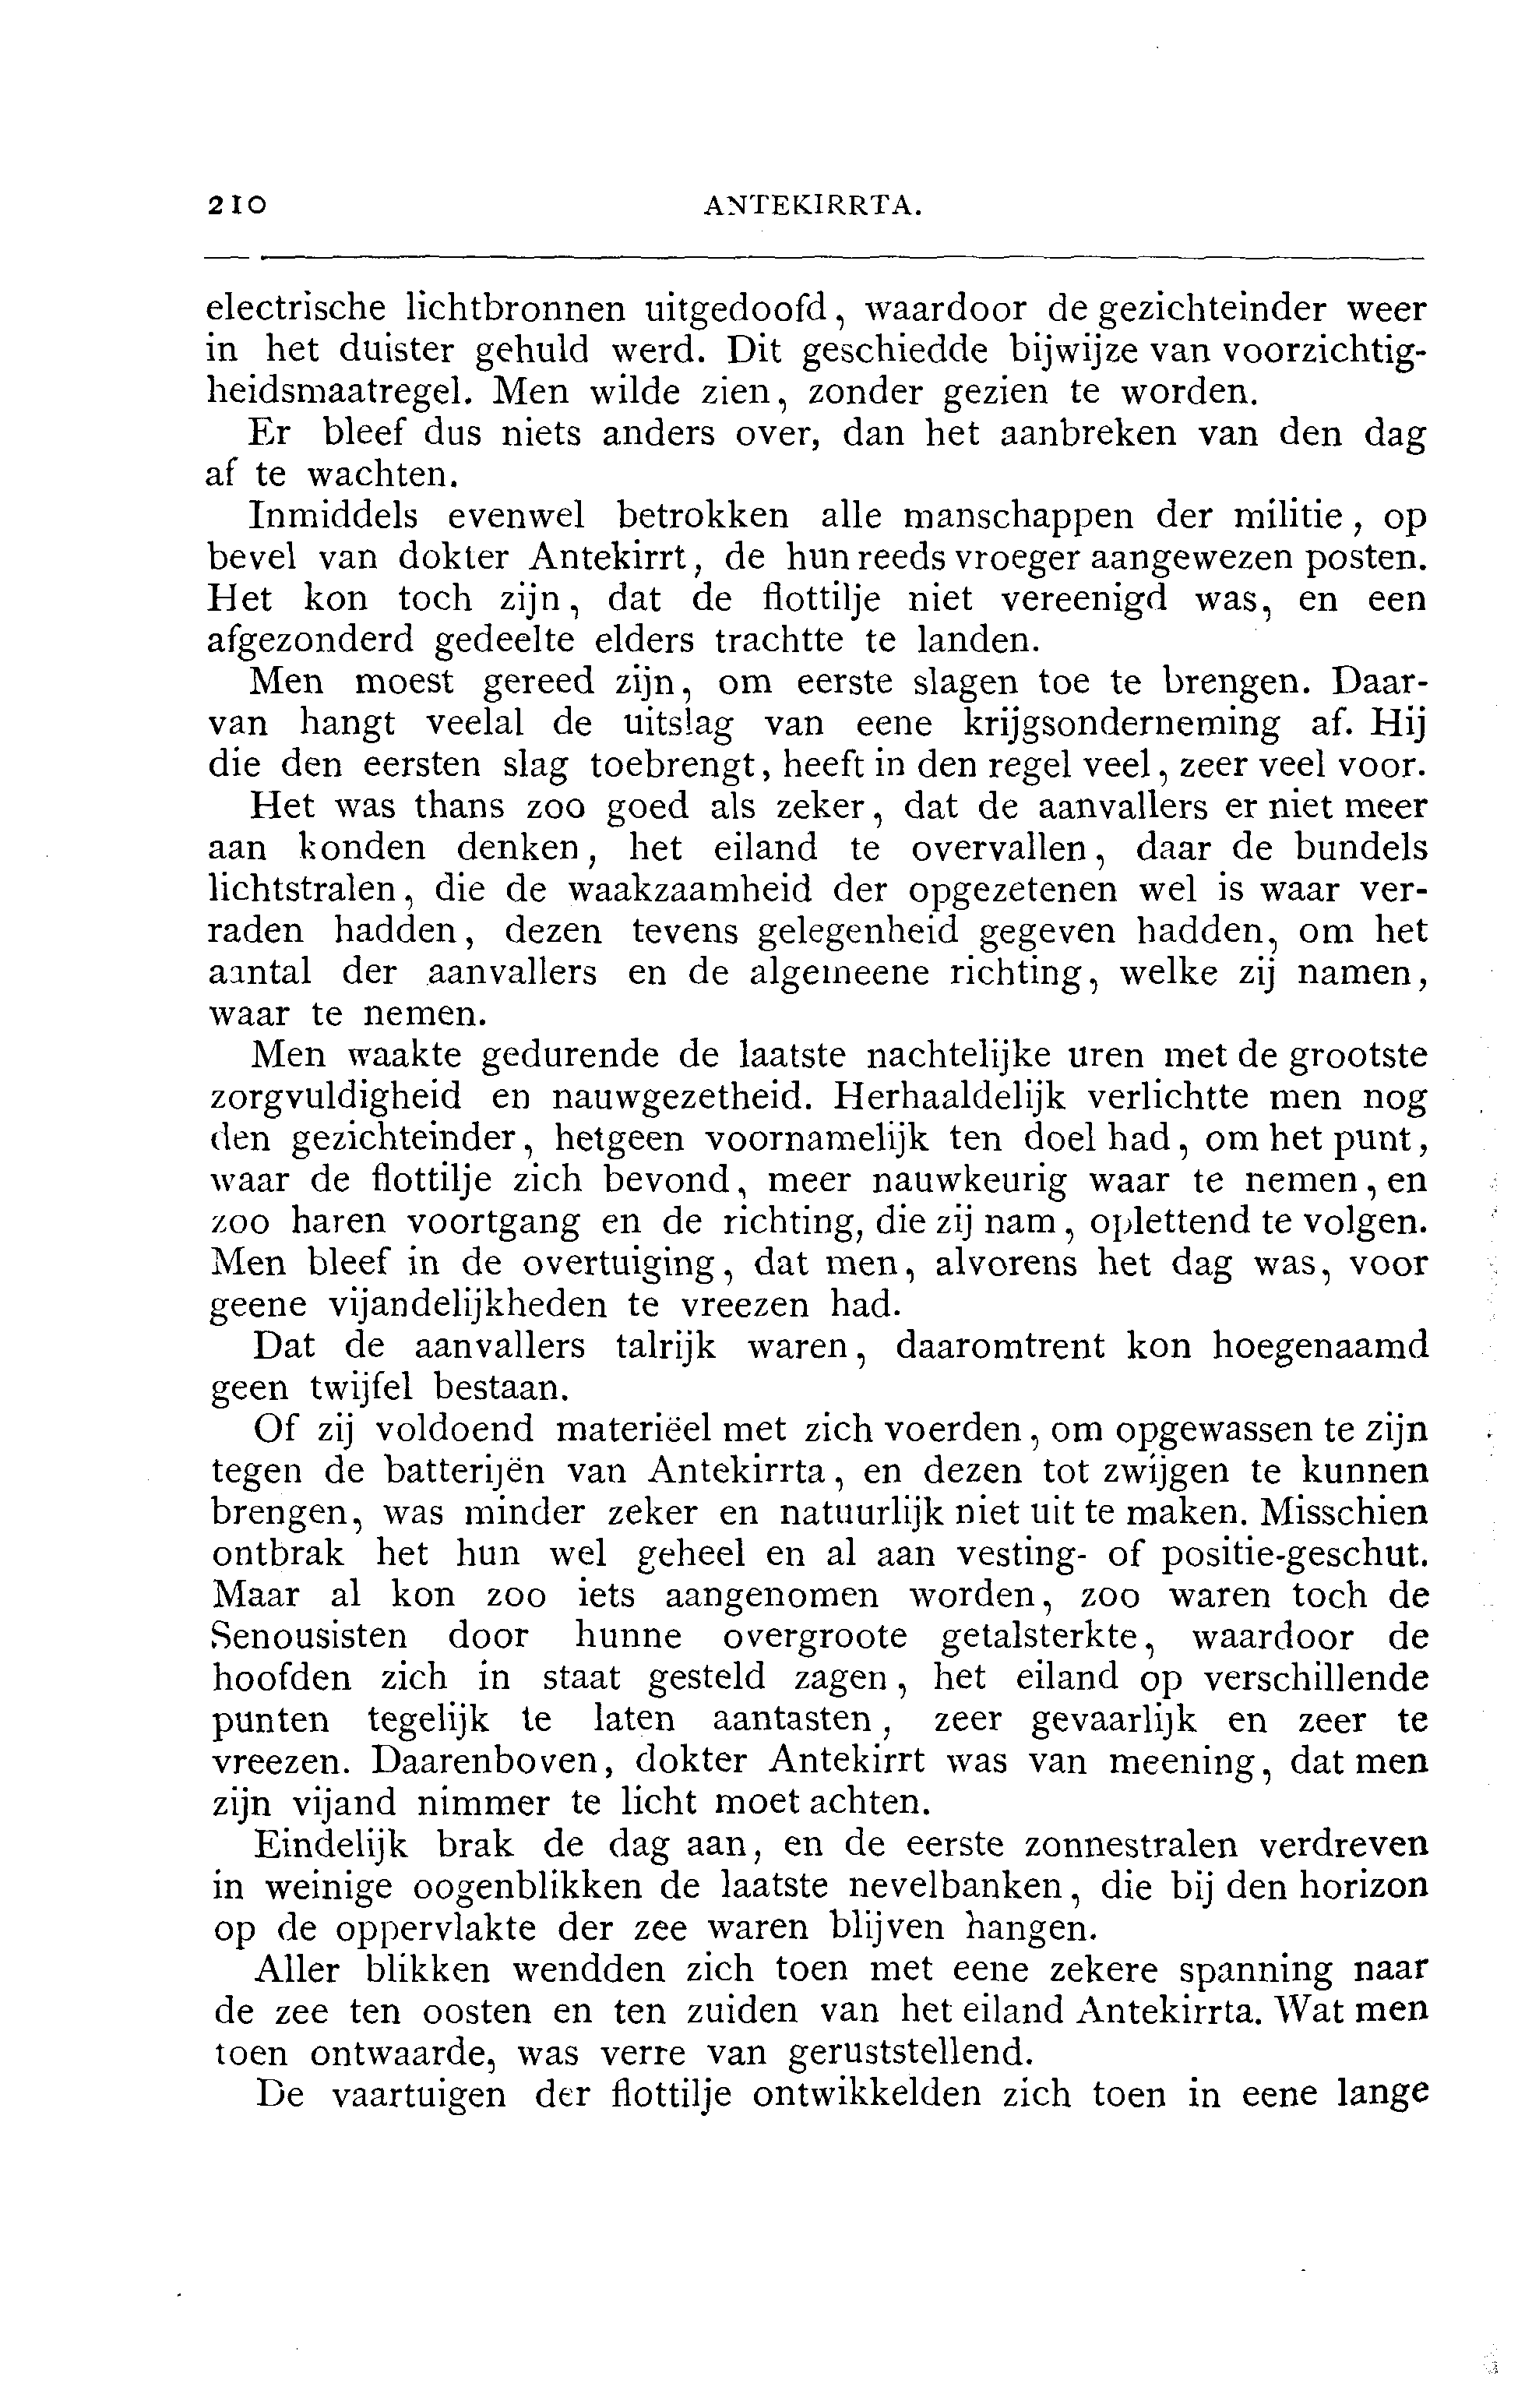 210 ANTEKIRRTA.
electrische lichtbronnen uitgedoofd, waardoor de gezichteinder weer
in het duister gehuld werd. Dit geschiedde bijwijze van voorzichtig-
heidsmaatregel. Men wilde zien, zonder gezien te worden.
Er bleef dus niets anders over, dan het aanbreken van den dag
af te wachten.
Inmiddels evenwel betrokken alle manschappen der militie, op
bevel van dokter Antekirrt, de hun reeds vroeger aangewezen posten.
Het kon toch zijn, dat de flottilje niet vereenigd was, en een
afgezonderd gedeelte elders trachtte te landen.
Men moest gereed zijn, om eerste slagen toe te brengen. Daar-
van hangt veelal de uitslag van eene krijgsonderneming af. Hij
die den eersten slag toebrengt, heeft in den regel veel, zeer veel voor.
Het was thans zoo goed als zeker, dat de aanvallers er niet meer
aan konden denken, het eiland te overvallen, daar de bundels
lichtstralen, die de waakzaamheid der opgezetenen wel is waar ver-
raden hadden, dezen tevens gelegenheid gegeven hadden, om het
aantal der aanvallers en de algemeene richting, welke zij namen,
waar te nemen.
Men waakte gedurende de laatste nachtelijke uren met de grootste
zorgvuldigheid en nauwgezetheid. Herhaaldelijk verlichtte men nog
den gezichteinder, hetgeen voornamelijk ten doel had, om het punt,
waar de flottilje zich bevond, meer nauwkeurig waar te nemen, en
zoo haren voortgang en de richting, die zij nam, oplettend te volgen.
Men bleef in de overtuiging, dat men, alvorens het dag was, voor
geene vijandelijkheden te vreezen had.
Dat de aanvallers talrijk waren, daaromtrent kon hoegenaamd
geen twijfel bestaan.
Of zij voldoend materiëel met zich voerden, om opgewassen te zijn
tegen de batterijën van Antekirrta, en dezen tot zwijgen te kunnen
brengen, was minder zeker en natuurlijk niet uit te maken. Misschien
ontbrak het hun wel geheel en al aan vesting- of positie-geschut.
Maar al kon zoo iets aangenomen worden, zoo waren toch de
Senousisten door hunne overgroote getalsterkte, waardoor de
hoofden zich in staat gesteld zagen, het eiland op verschillende
punten tegelijk te laten aantasten, zeer gevaarlijk en zeer te
vreezen. Daarenboven, dokter Antekirrt was van meening, dat men
zijn vijand nimmer te licht moet achten.
Eindelijk brak de dag aan, en de eerste zonnestralen verdreven
in weinige oogenblikken de laatste nevelbanken, die bij den horizon
op de oppervlakte der zee waren blijven hangen.
Aller blikken wendden zich toen met eene zekere spanning naar
de zee ten oosten en ten zuiden van het eiland Antekirrta. Wat men
toen ontwaarde, was verre van geruststellend.
De vaartuigen der flottilje ontwikkelden zich toen in eene lange